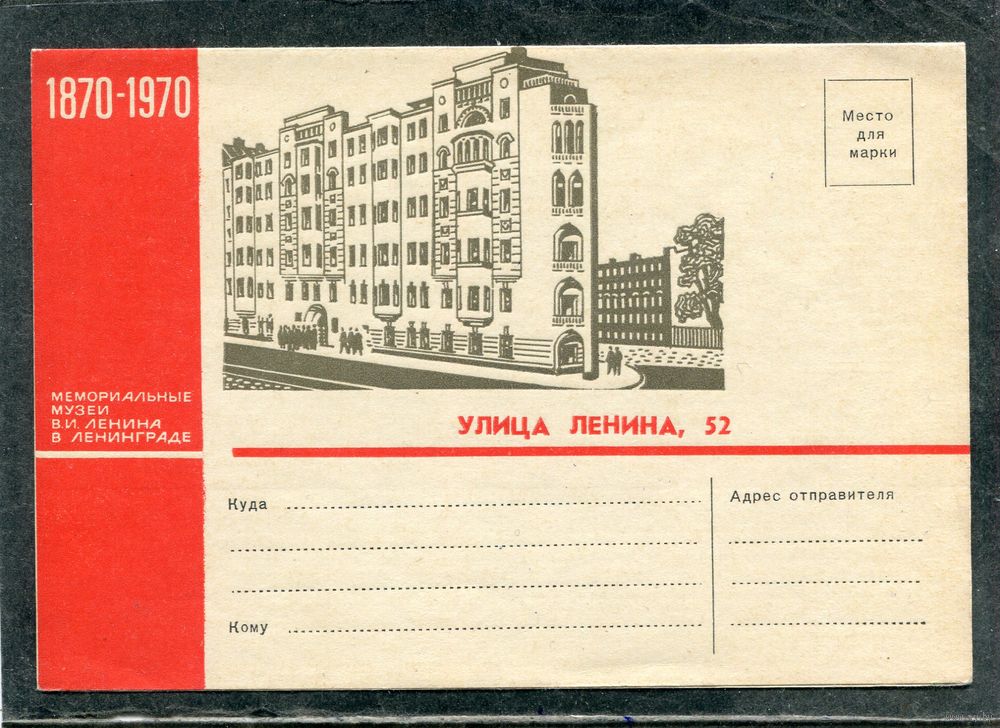 1870-1970
Место
для
марки
МЕМОРИАЛЬНЫЕ
МУЗЕИ
В.И. ЛЕНИНА
В ЛЕНИНГРАДЕ
УЛИЦА ЛЕНИНА, 52
Куда
Кому
Адрес отправителя